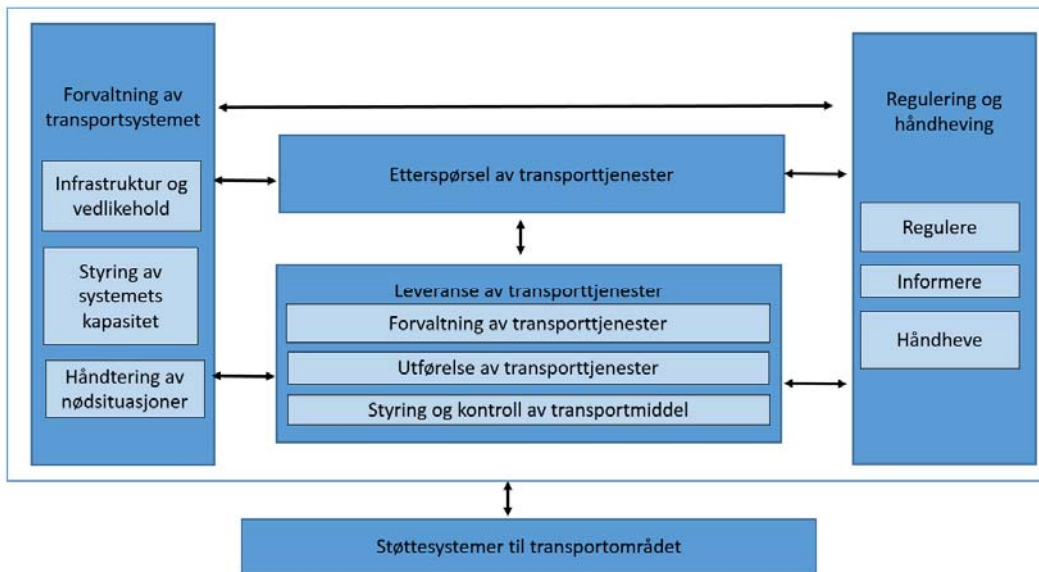 Forvaltning av
transportsystemet
Infrastruktur og
vedlikehold
Styring av
systemets
kapasitet
Håndtering av
nødsituasjoner
Etterspørsel av transporttjenester
Leveranse av transporttjenester
Forvaltning av transporttjenester
Utførelse av transporttjenester
Styring og kontroll av transportmiddel
Regulering og
håndheving
Regulere
Informere
Håndheve
Støttesystemer til transportområdet